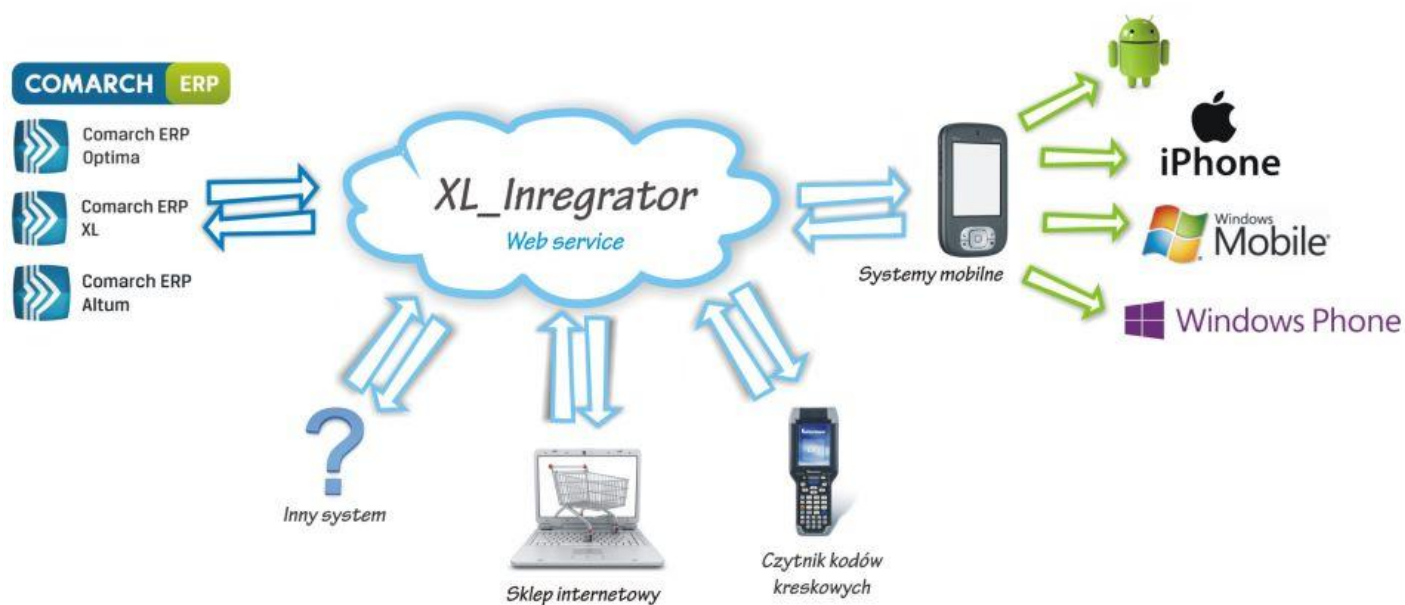 COMARCH ERP
Comarch ERP
Optima
Comarch ERP
XL
Comarch ERP
Altum
XL_Inregrator
Web service
Systemy mobilne
iPhone
Windows
Mobile
Windows Phone
Inny system
Sklep internetowy
Czytnik kodów
kreskowych